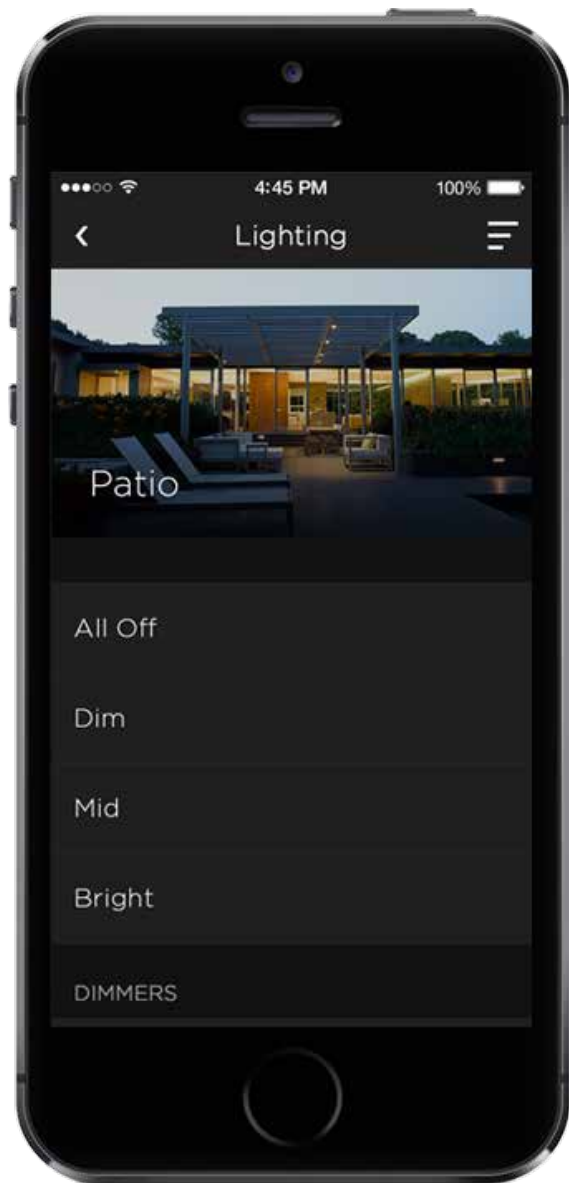 4:45 PM
100%
Lighting
Patio
All Off
Dim
Mid
Bright
DIMMERS